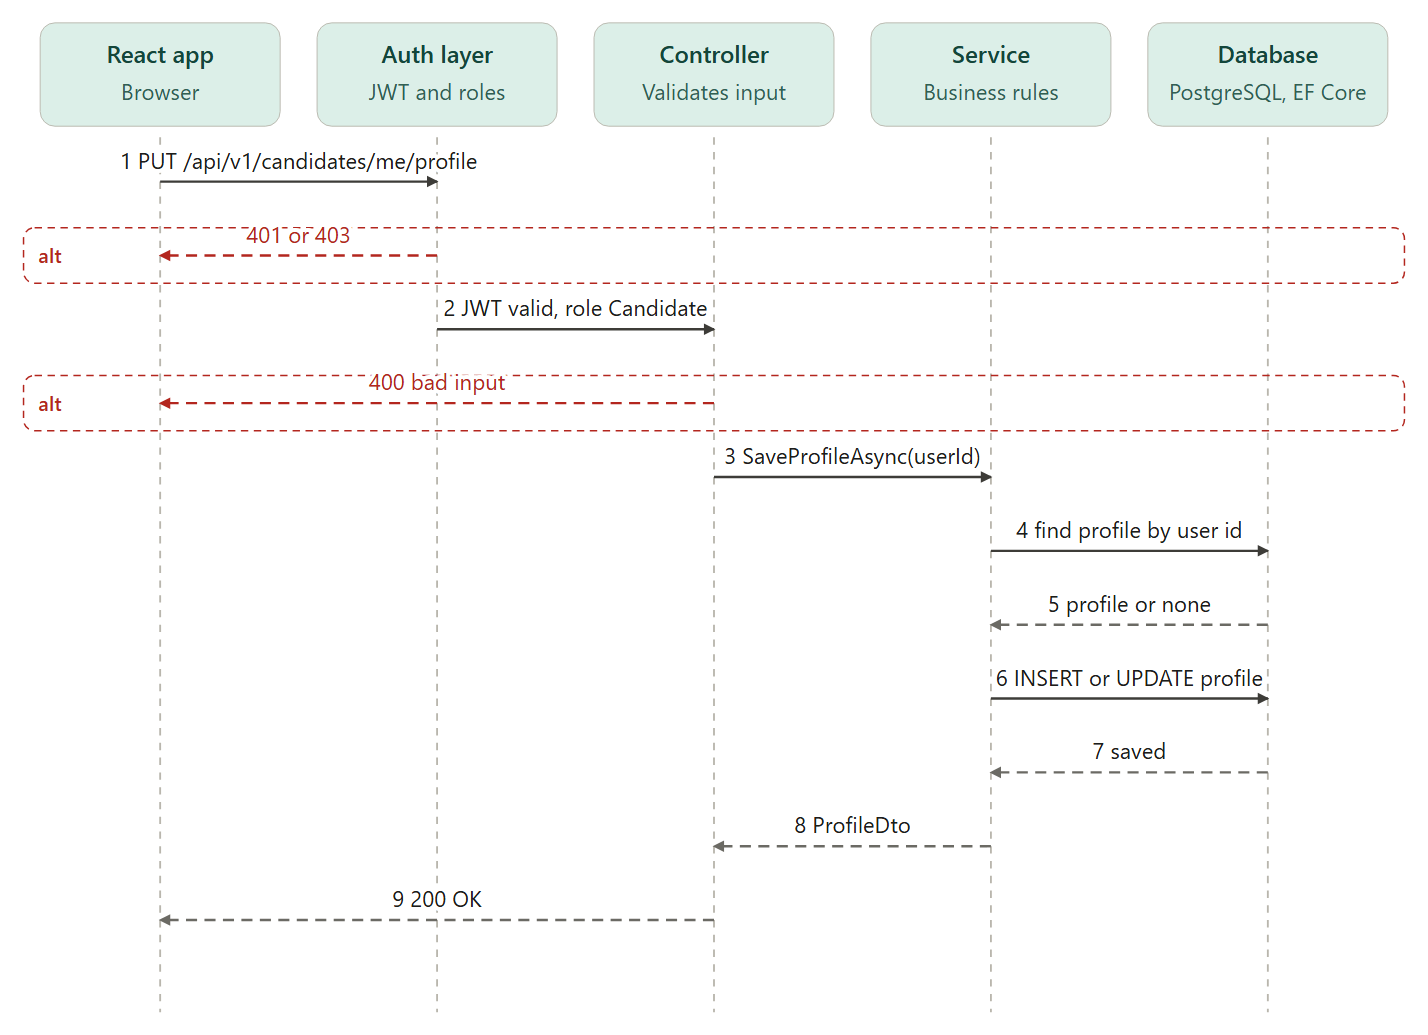 React app
Browser
Auth layer
JWT and roles
Controller
Validates input
Service
Business rules
Database
PostgreSQL, EF Core
1 PUT /api/v1/candidates/me/profile
401 or 403
alt
2 JWT valid, role Candidate
400 bad input
alt
3 SaveProfileAsync(userId)
4 find profile by user id
5 profile or none
6 INSERT or UPDATE profile
7 saved
8 ProfileDto
9 200 OK